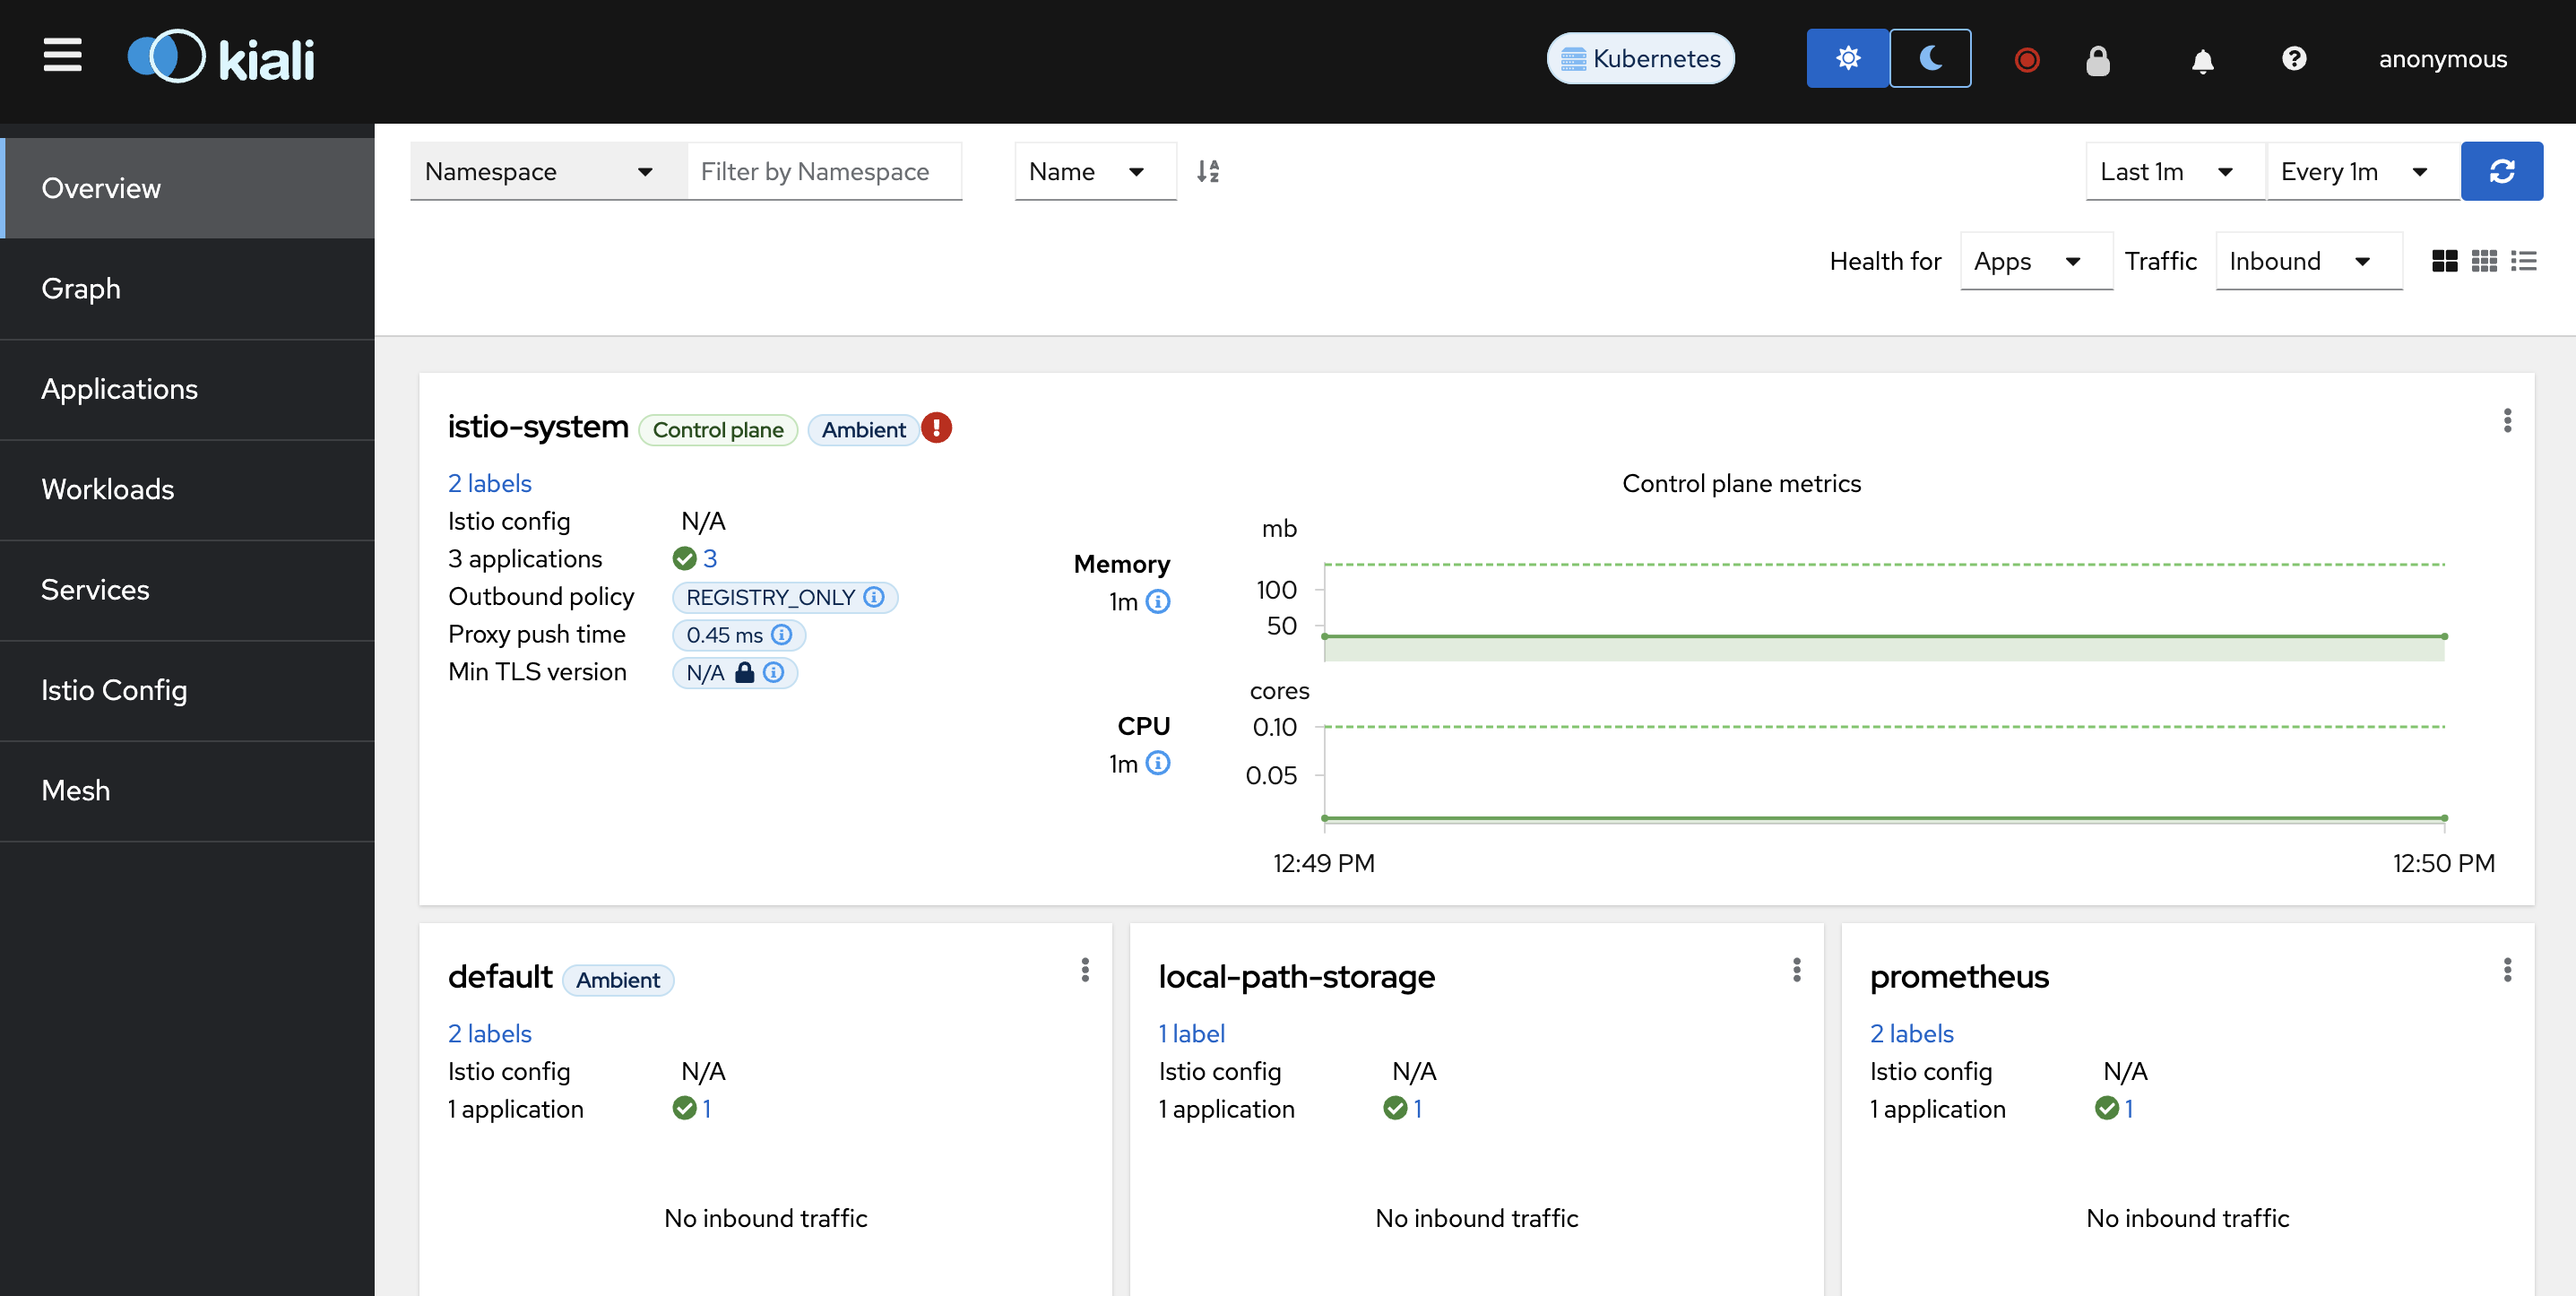 kiali
Kubernetes
anonymous
Overview
Graph
Applications
Workloads
Services
Istio Config
Mesh
Namespace
Filter by Namespace
Name
Last 1m
Every 1m
Health for
Apps
Traffic
Inbound
istio-system
Control plane
Ambient
2 labels
Istio config N/A
3 applications 3
Outbound policy REGISTRY_ONLY
Proxy push time 0.45 ms
Min TLS version N/A
Control plane metrics
Memory
1m
mb
100
50
CPU
1m
cores
0.10
0.05
12:49 PM
12:50 PM
default
Ambient
2 labels
Istio config N/A
1 application 1
No inbound traffic
local-path-storage
1 label
Istio config N/A
1 application 1
No inbound traffic
prometheus
2 labels
Istio config N/A
1 application 1
No inbound traffic